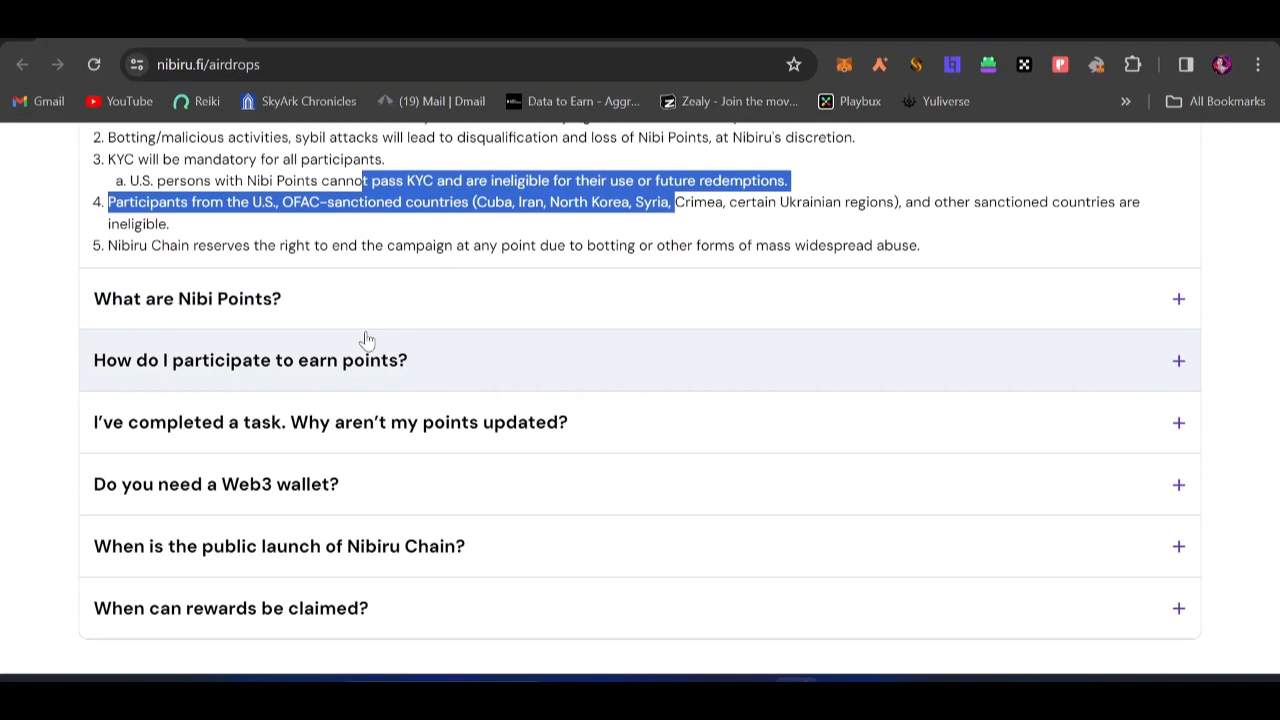 nibiru.fi/airdrops
Gmail YouTube Reiki SkyArk Chronicles (19) Mail | Dmail Data to Earn - Aggr... Zealy - Join the mov... Playbux Yuliverse » All Bookmarks
2. Botting/malicious activities, sybil attacks will lead to disqualification and loss of Nibi Points, at Nibiru's discretion.
3. KYC will be mandatory for all participants.
a. U.S. persons with Nibi Points cannot pass KYC and are ineligible for their use or future redemptions.
4. Participants from the U.S., OFAC-sanctioned countries (Cuba, Iran, North Korea, Syria, Crimea, certain Ukrainian regions), and other sanctioned countries are
ineligible.
5. Nibiru Chain reserves the right to end the campaign at any point due to botting or other forms of mass widespread abuse.
What are Nibi Points? +
How do I participate to earn points? +
I've completed a task. Why aren't my points updated? +
Do you need a Web3 wallet? +
When is the public launch of Nibiru Chain? +
When can rewards be claimed? +